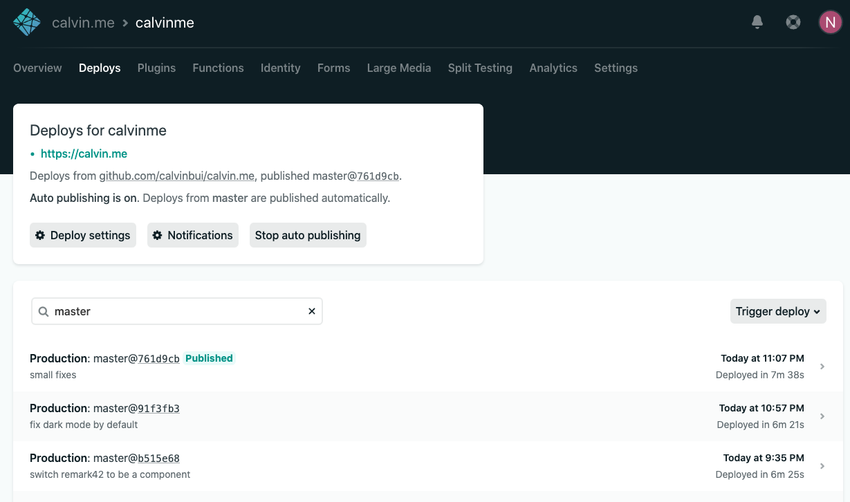 calvin.me > calvinme
N
Overview Deploys Plugins Functions Identity Forms Large Media Split Testing Analytics Settings
Deploys for calvinme
• https://calvin.me
Deploys from github.com/calvinbui/calvin.me, published master@761d9cb.
Auto publishing is on. Deploys from master are published automatically.
Deploy settings Notifications Stop auto publishing
master
Trigger deploy
Production: master@761d9cb Published
Today at 11:07 PM
small fixes
Deployed in 7m 38s
Production: master@91f3fb3
Today at 10:57 PM
fix dark mode by default
Deployed in 6m 21s
Production: master@b515e68
Today at 9:35 PM
switch remark42 to be a component
Deployed in 6m 25s